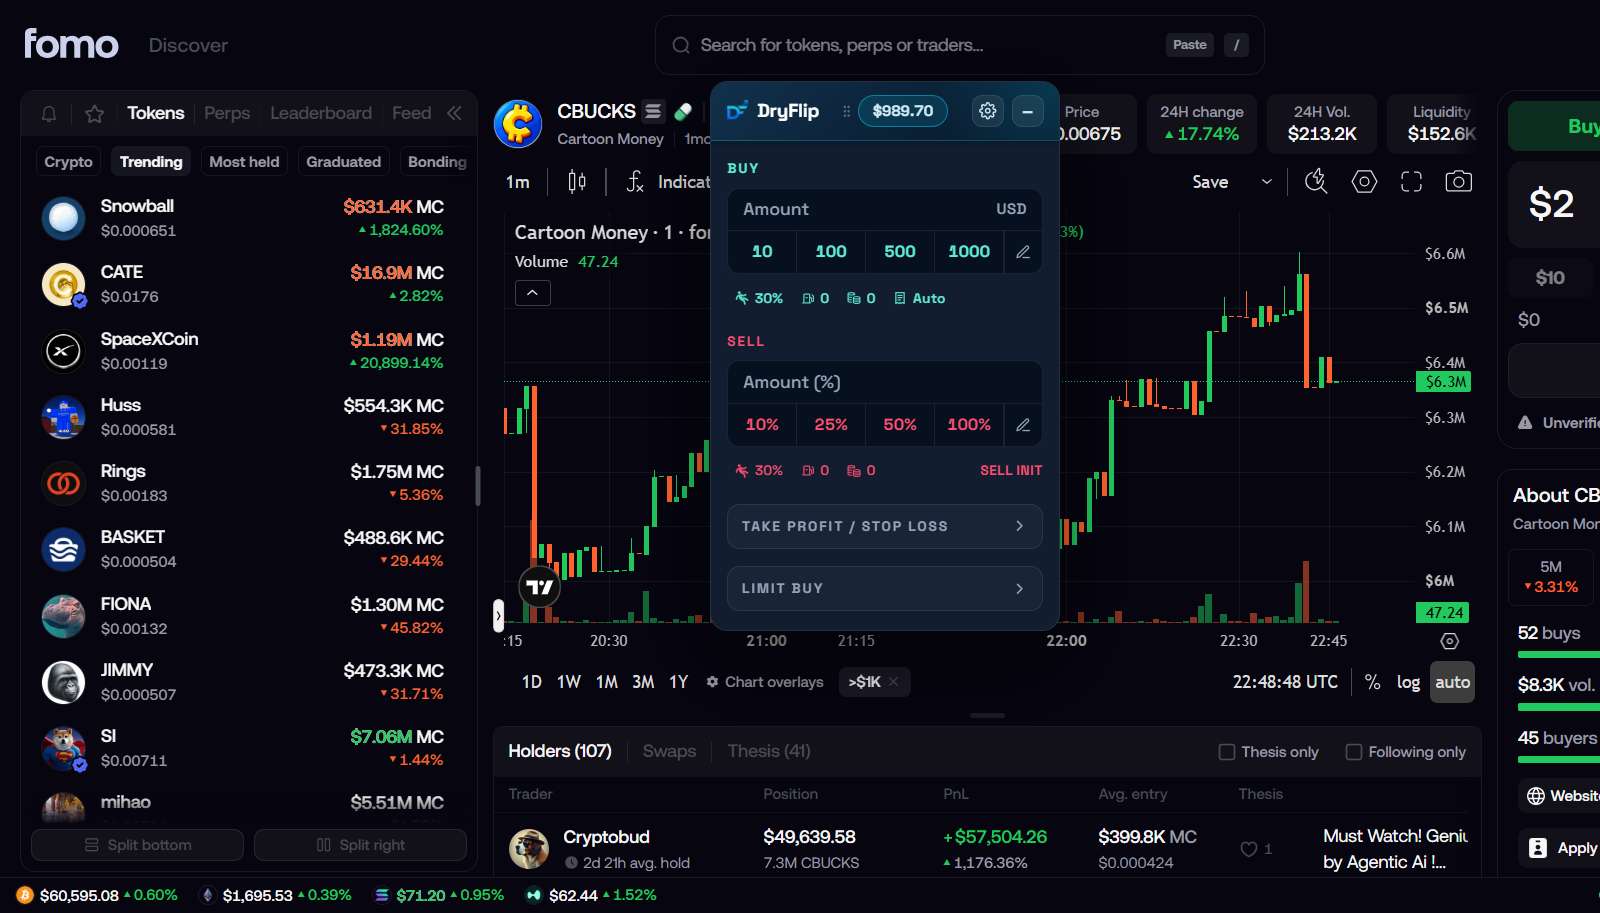 fomo
Discover
Search for tokens, perps or traders...
Paste
/
Tokens
Perps
Leaderboard
Feed
Crypto
Trending
Most held
Graduated
Bonding
Snowball
$631.4K MC
$0.000651
1,824.60%
CATE
$16.9M MC
$0.0176
2.82%
SpaceXCoin
$1.19M MC
$0.00119
20,899.14%
Huss
$554.3K MC
$0.000581
31.85%
Rings
$1.75M MC
$0.00183
5.36%
BASKET
$488.6K MC
$0.000504
29.44%
FIONA
$1.30M MC
$0.00132
45.82%
JIMMY
$473.3K MC
$0.000507
31.71%
SI
$7.06M MC
$0.00711
1.44%
mihao
$5.51M MC
Split bottom
Split right
CBUCKS
Cartoon Money
1mo
Price
0.00675
24H change
17.74%
24H Vol.
$213.2K
Liquidity
$152.6K
1m
Indicat
Save
Cartoon Money · 1 · for
3%)
Volume 47.24
DryFlip
$989.70
BUY
Amount
USD
10
100
500
1000
30%
0
0
Auto
SELL
Amount (%)
10%
25%
50%
100%
30%
0
0
SELL INIT
TAKE PROFIT / STOP LOSS
LIMIT BUY
$6.6M
$6.5M
$6.4M
$6.3M
$6.3M
$6.2M
$6.1M
$6M
47.24
:15
20:30
21:00
21:15
22:00
22:30
22:45
1D
1W
1M
3M
1Y
Chart overlays
>$1K
22:48:48 UTC
%
log
auto
Holders (107)
Swaps
Thesis (41)
Thesis only
Following only
Trader
Position
PnL
Avg. entry
Thesis
Cryptobud
$49,639.58
+$57,504.26
$399.8K MC
1
Must Watch! Geniu
2d 21h avg. hold
7.3M CBUCKS
1,176.36%
$0.000424
by Agentic Ai !...
Buy
$2
$10
$0
Unverifie
About CB
Cartoon Mon
5M
3.31%
52 buys
$8.3K vol.
45 buyers
Website
Apply
$60,595.08
0.60%
$1,695.53
0.39%
$71.20
0.95%
$62.44
1.52%